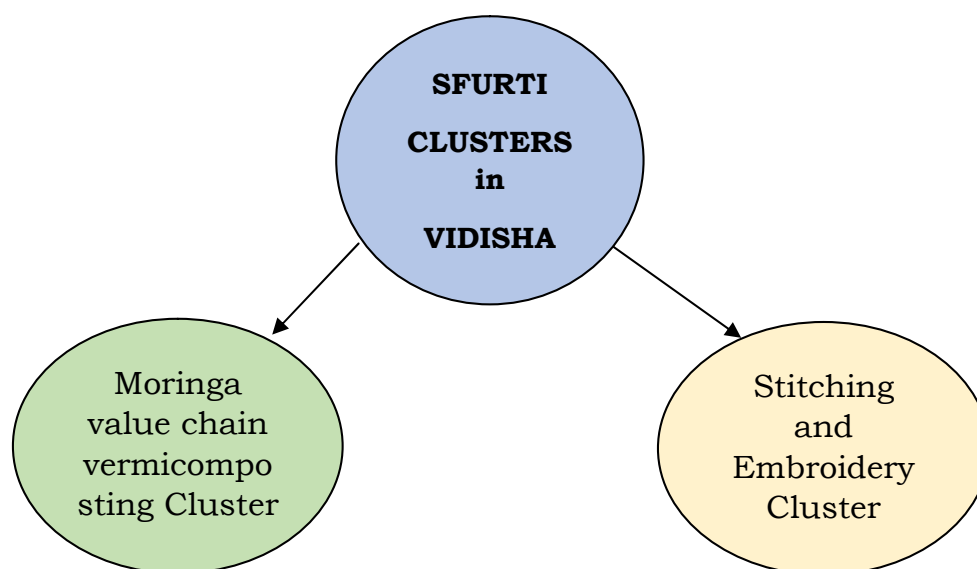 SFURTI
CLUSTERS
in
VIDISHA
Moringa
value chain
vermicompo
sting Cluster
Stitching
and
Embroidery
Cluster